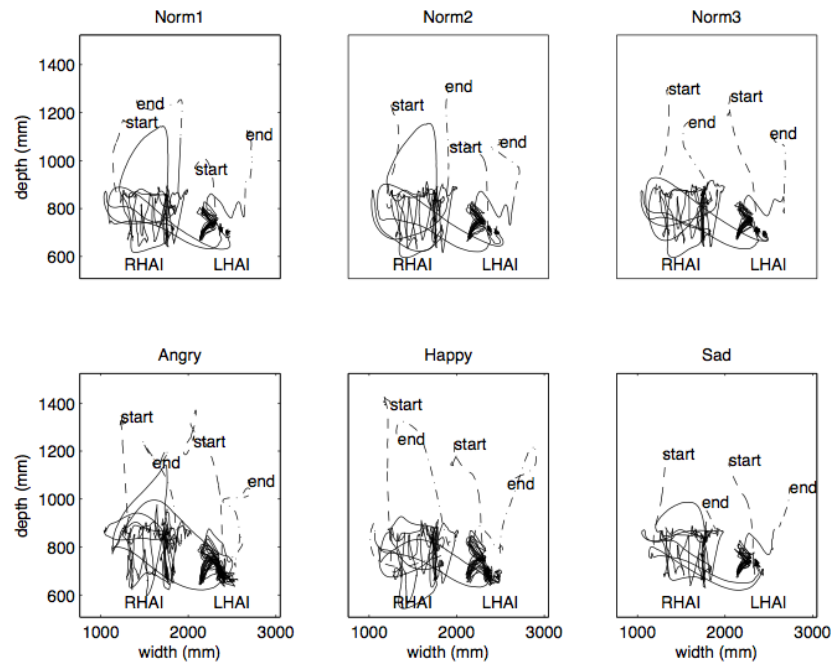 Norm1
Norm2
Norm3
depth (mm)
1400
1200
1000
800
600
end
start
start
end
RHAI
LHAI
start
end
start
end
RHAI
LHAI
start
end
start
end
RHAI
LHAI
Angry
Happy
Sad
depth (mm)
1400
1200
1000
800
600
start
end
start
end
RHAI
LHAI
start
end
start
end
RHAI
LHAI
start
end
start
end
RHAI
LHAI
1000 2000 3000
1000 2000 3000
1000 2000 3000
width (mm)
width (mm)
width (mm)